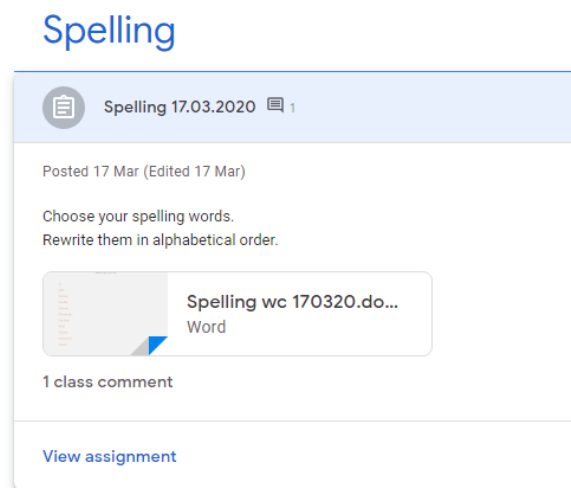 Spelling
Spelling 17.03.2020 1
Posted 17 Mar (Edited 17 Mar)
Choose your spelling words.
Rewrite them in alphabetical order.
Spelling wc 170320.do...
Word
1 class comment
View assignment